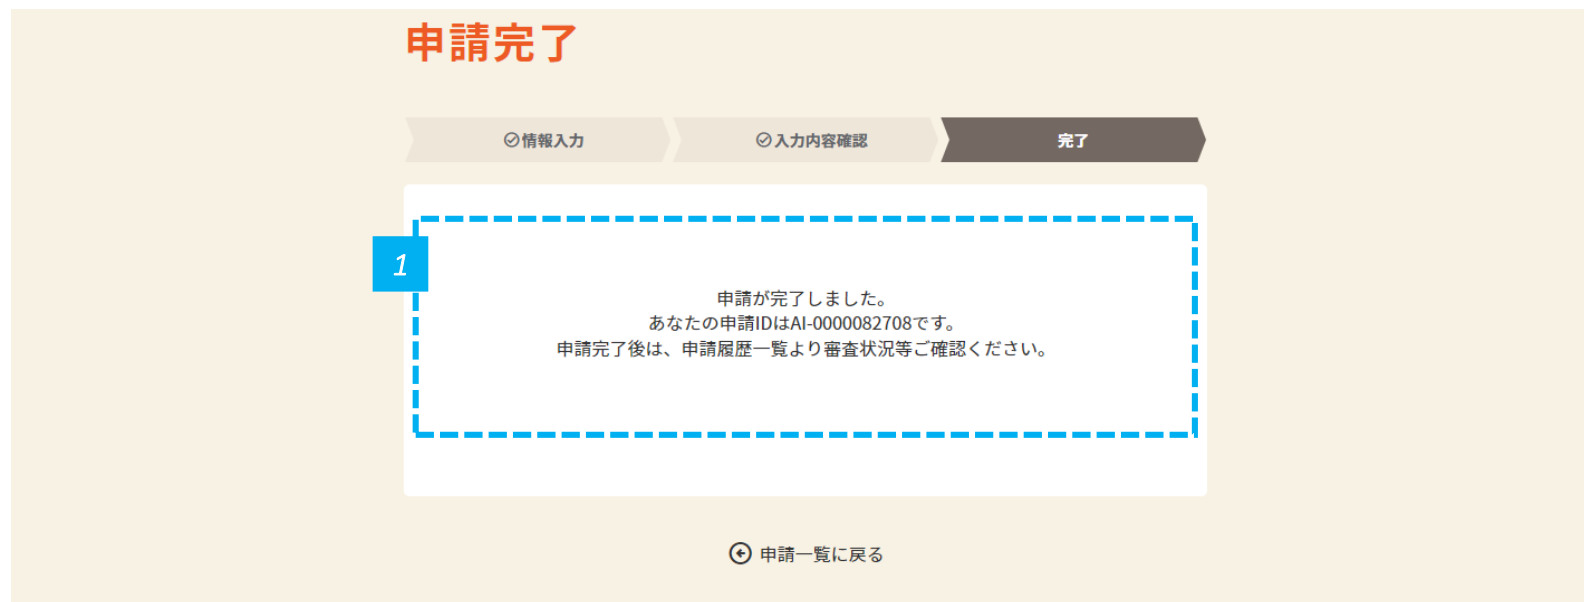 申請完了
情報入力
入力内容確認
完了
1
申請が完了しました。
あなたの申請IDはAI-0000082708です。
申請完了後は、申請履歴一覧より審査状況等ご確認ください。
申請一覧に戻る